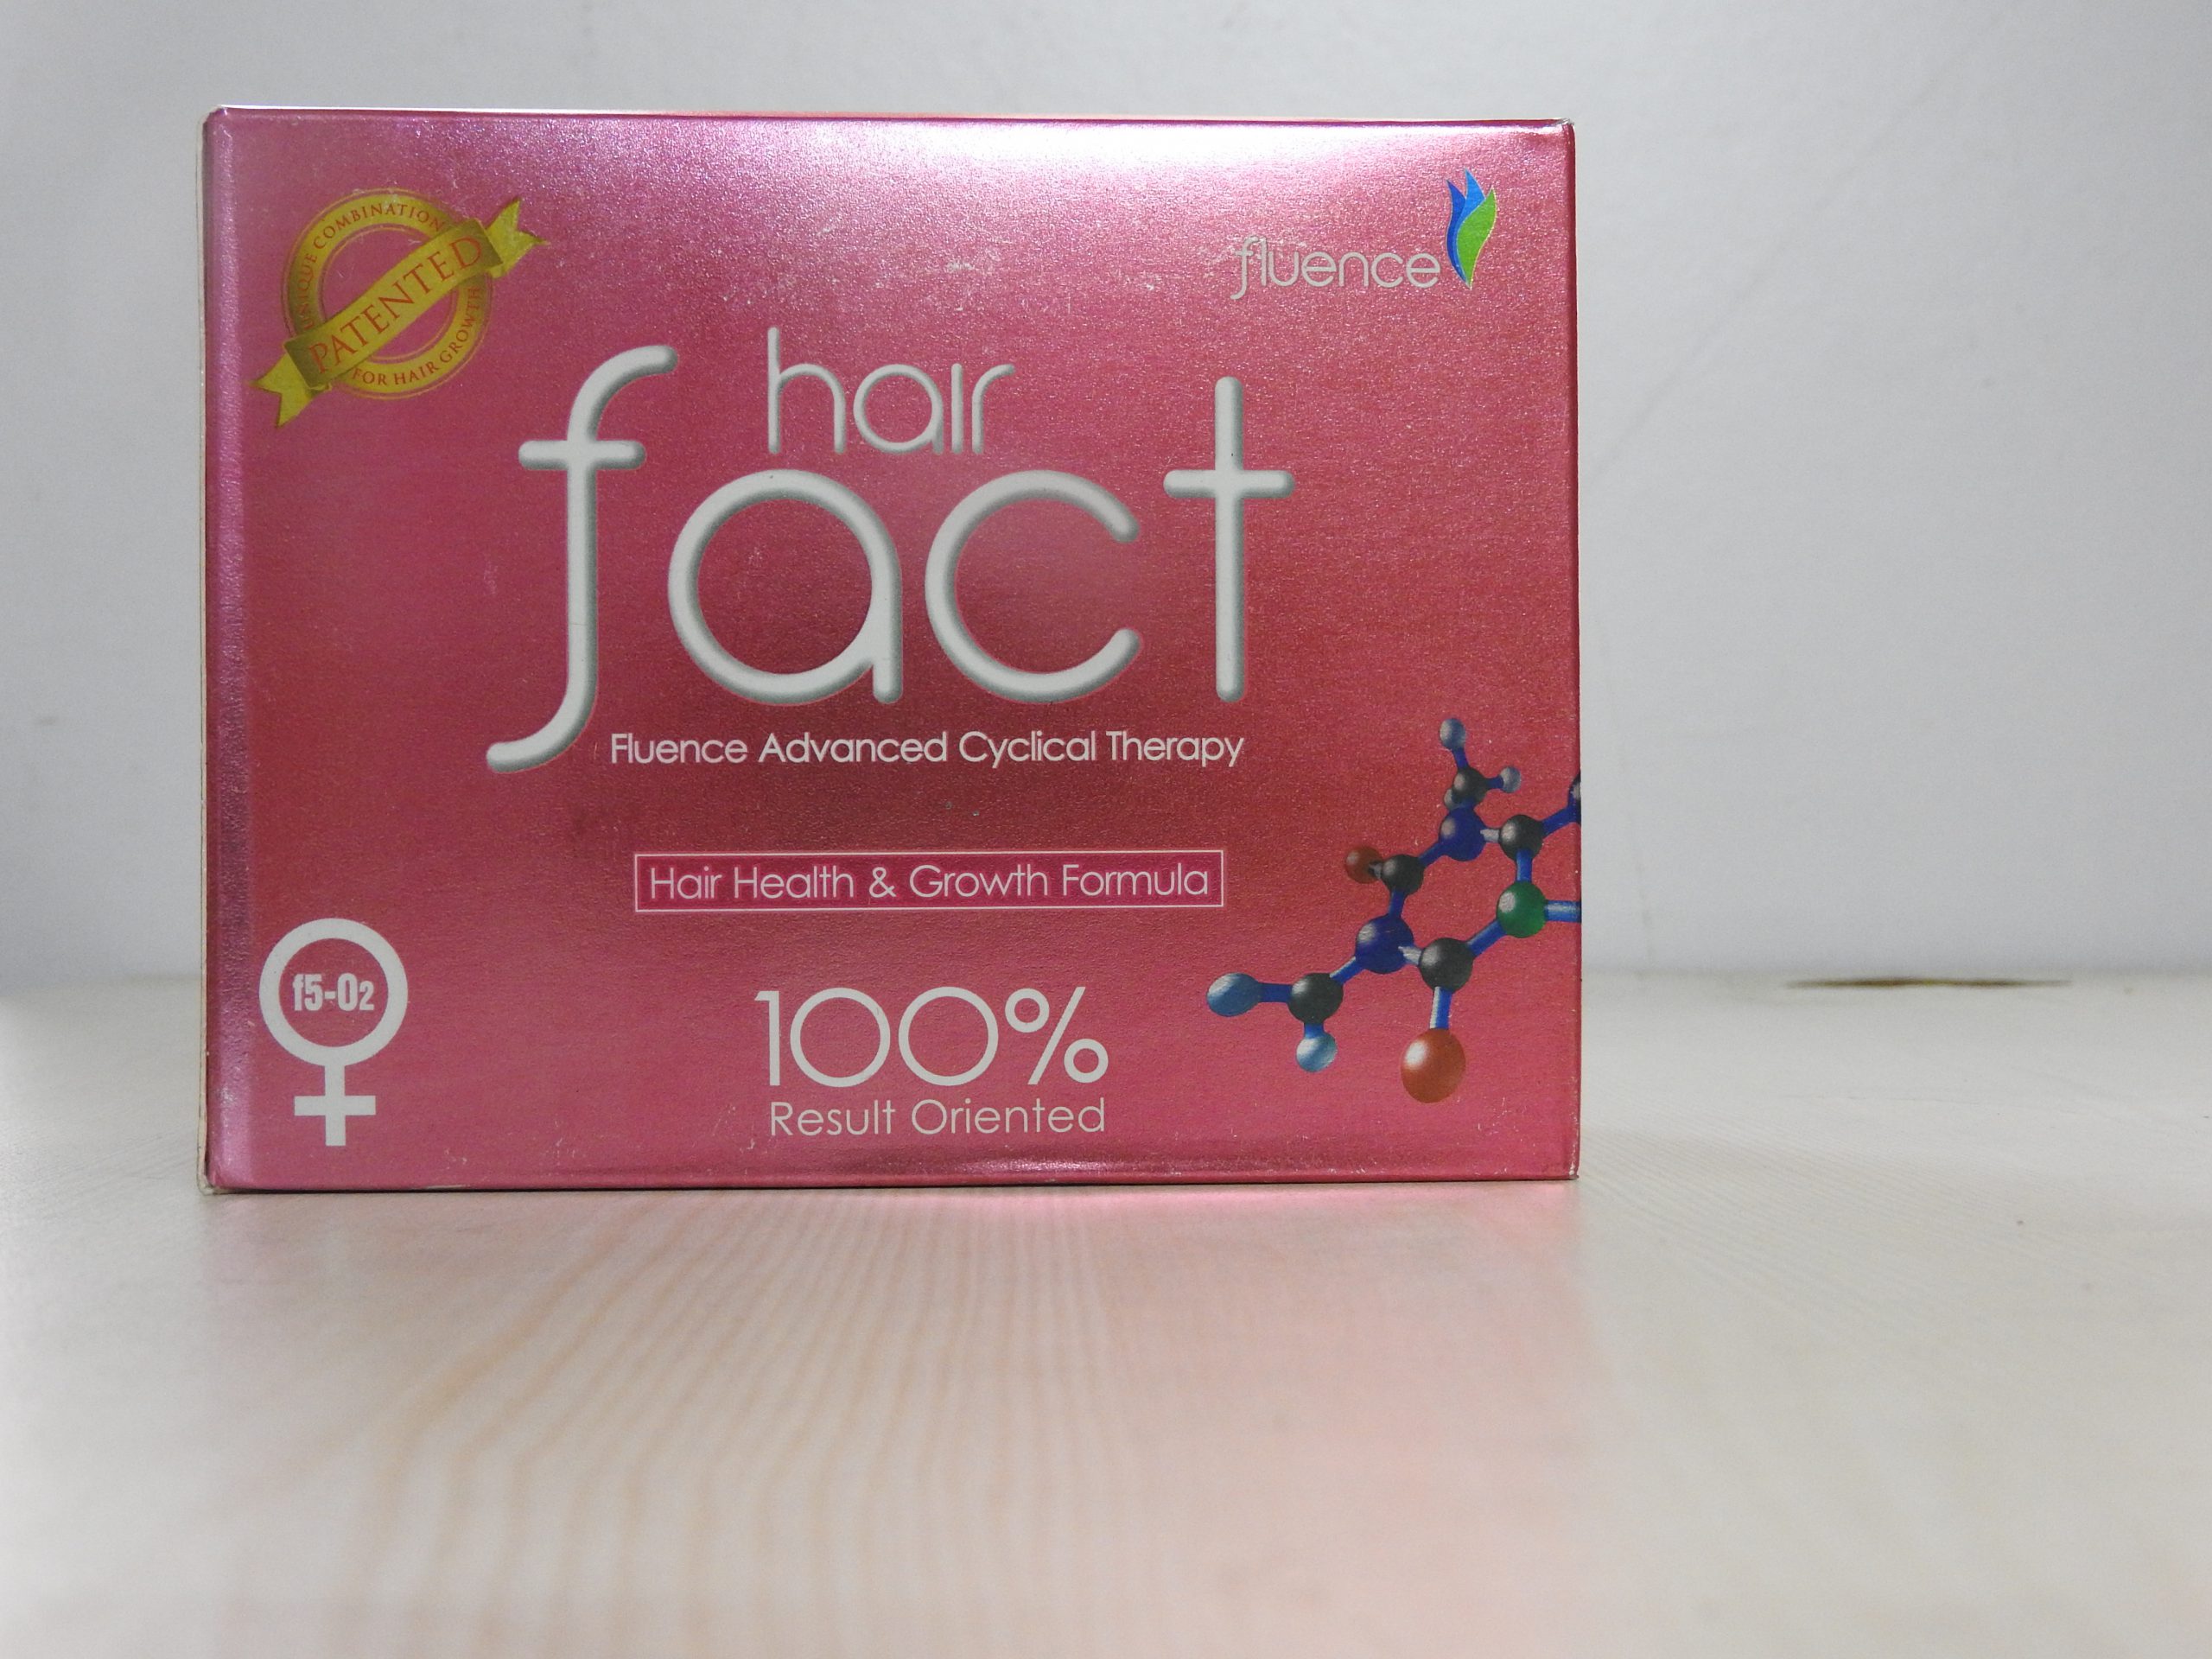 UNIQUE COMBINATION
PATENTED
FOR HAIR GROWTH
fluence
hair
fact
Fluence Advanced Cyclical Therapy
Hair Health & Growth Formula
f5-O2
100%
Result Oriented